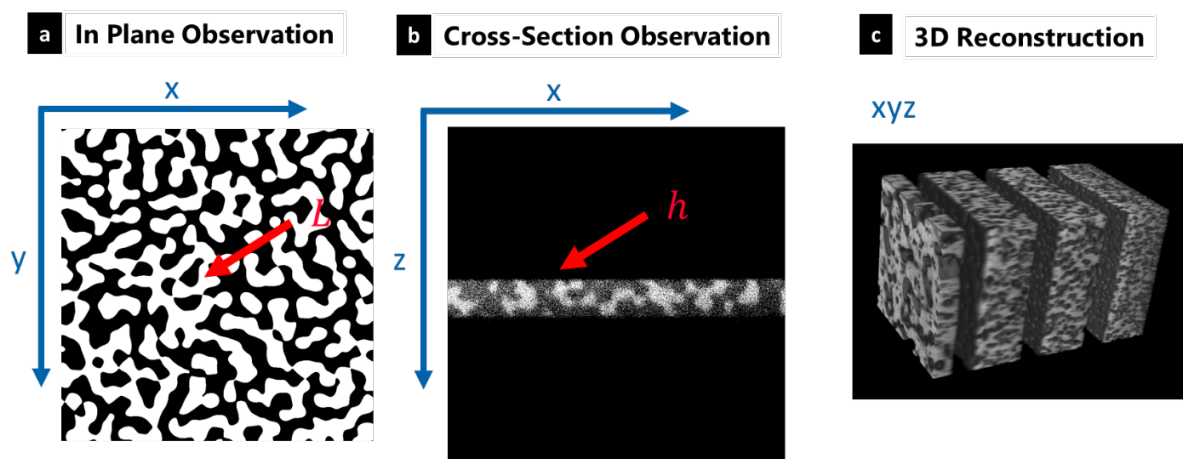 a In Plane Observation
b Cross-Section Observation
c 3D Reconstruction
x
x
xyz
L
h
y
z